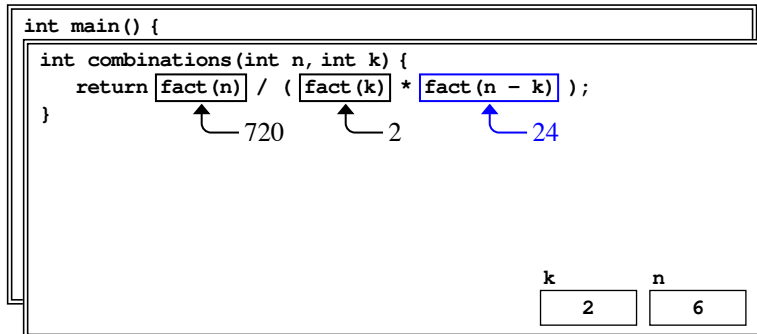 int main() {
int combinations(int n, int k) {
return fact(n) / ( fact(k) * fact(n − k) );
}
720 2 24
k n
2 6